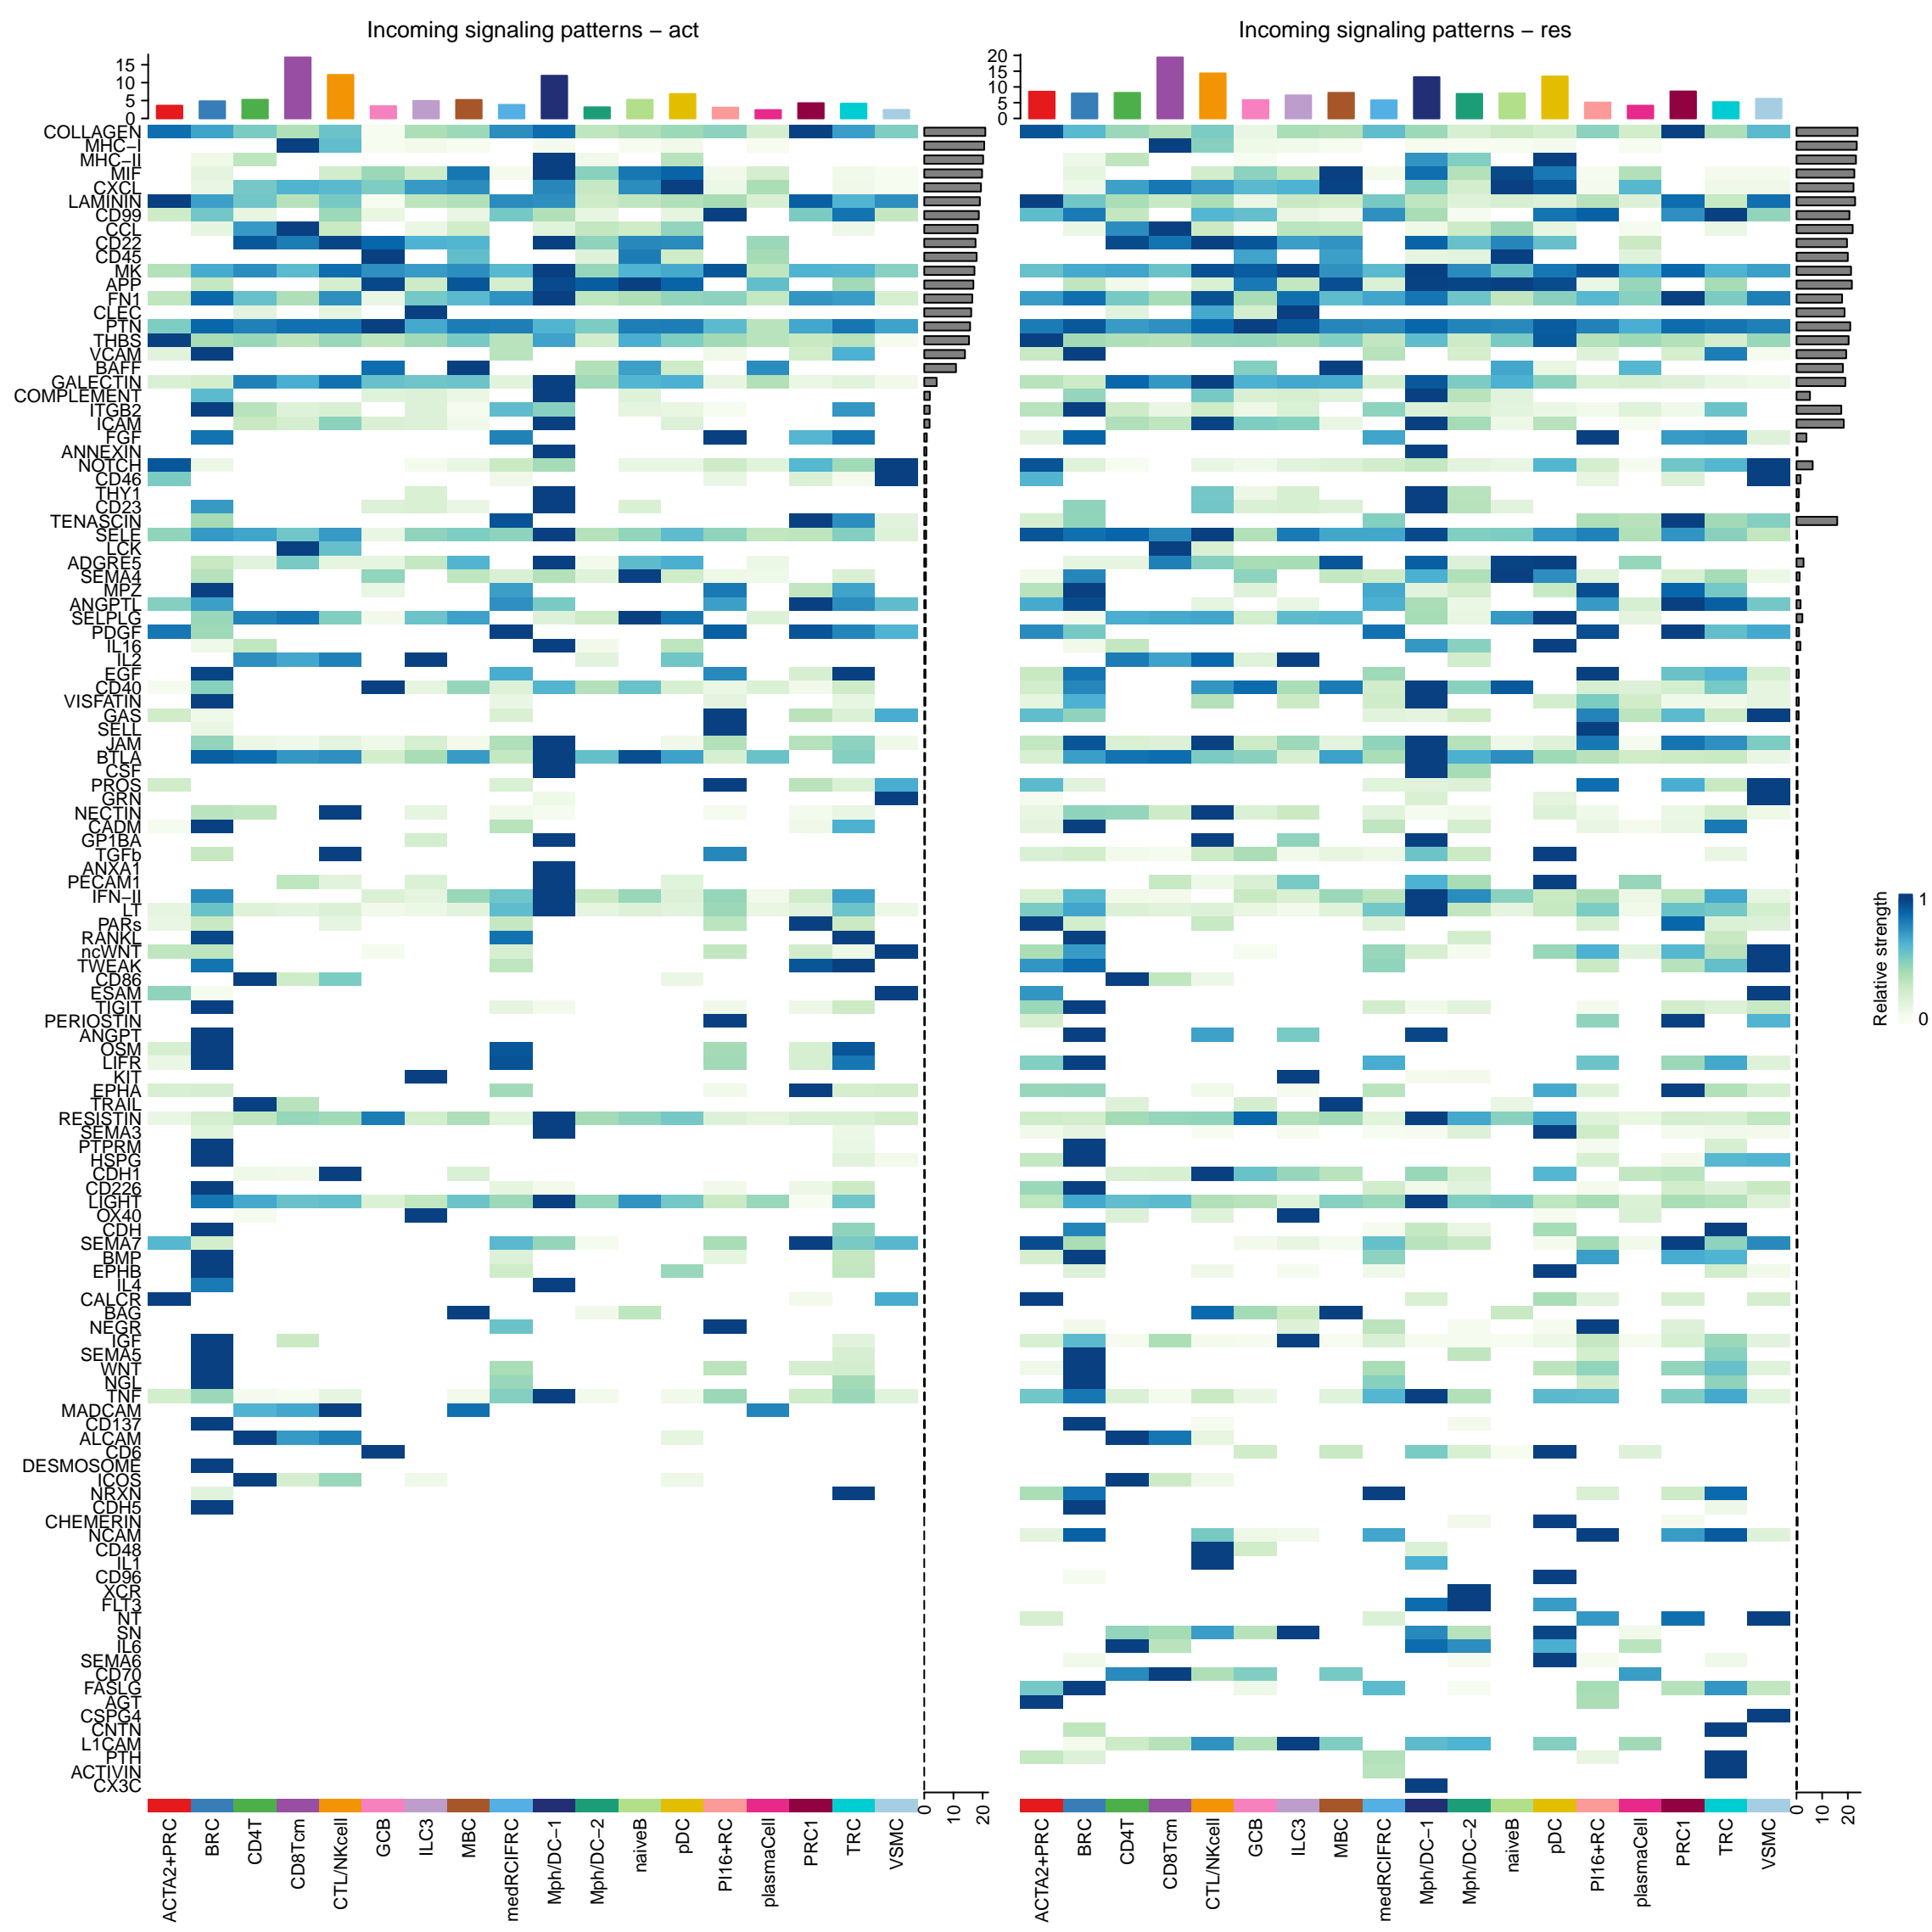 Incoming signaling patterns – act
Incoming signaling patterns – res
15
10
5
0
20
15
10
5
0
COLLAGEN
MHC–I
MHC–II
MIF
CXCL
LAMININ
CD99
CCL
CD22
CD45
MK
APP
FN1
CLEC
PTN
THBS
VCAM
BAFF
GALECTIN
COMPLEMENT
ITGB2
ICAM
FGF
ANNEXIN
NOTCH
CD46
THY1
CD23
TENASCIN
SELE
LCK
ADGRE5
SEMA4
MPZ
ANGPTL
SELPLG
PDGF
IL16
IL2
EGF
CD40
VISFATIN
GAS
SELL
JAM
BTLA
CSF
PROS
GRN
NECTIN
CADM
GP1BA
TGFb
ANXA1
PECAM1
IFN–II
LT
PARs
RANKL
ncWNT
TWEAK
CD86
ESAM
TIGIT
PERIOSTIN
ANGPT
OSM
LIFR
KIT
EPHA
TRAIL
RESISTIN
SEMA3
PTPRM
HSPG
CDH1
CD226
LIGHT
OX40
CDH
SEMA7
BMP
EPHB
IL4
CALCR
BAG
NEGR
IGF
SEMA5
WNT
NGL
TNF
MADCAM
CD137
ALCAM
CD6
DESMOSOME
ICOS
NRXN
CDH5
CHEMERIN
NCAM
CD48
IL1
CD96
XCR
FLT3
NT
SN
IL6
SEMA6
CD70
FASLG
AGT
CSPG4
CNTN
L1CAM
PTH
ACTIVIN
CX3C
0
10
20
0
10
20
ACTA2+PRC
BRC
CD4T
CD8Tcm
CTL/NKcell
GCB
ILC3
MBC
medRCIFRC
Mph/DC–1
Mph/DC–2
naiveB
pDC
PI16+RC
plasmaCell
PRC1
TRC
VSMC
ACTA2+PRC
BRC
CD4T
CD8Tcm
CTL/NKcell
GCB
ILC3
MBC
medRCIFRC
Mph/DC–1
Mph/DC–2
naiveB
pDC
PI16+RC
plasmaCell
PRC1
TRC
VSMC
Relative strength
1
0